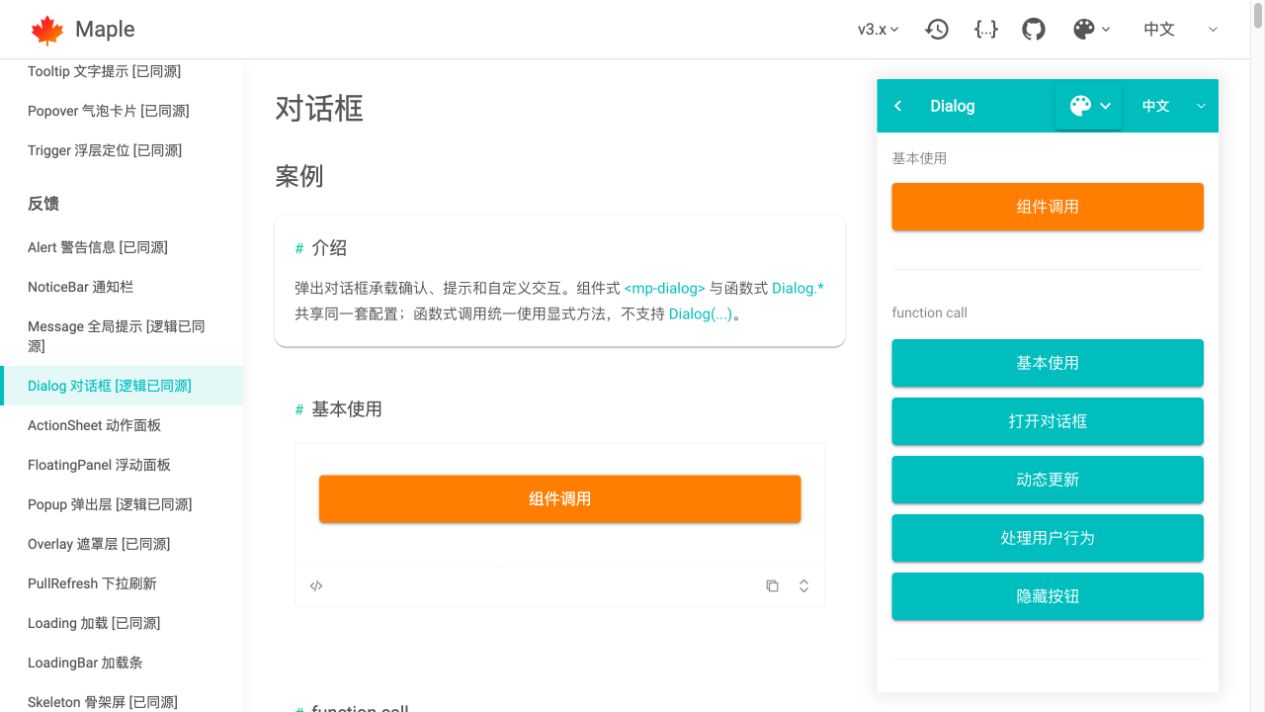 Maple
v3.x
{...}
中文
Tooltip 文字提示 [已同源]
Popover 气泡卡片 [已同源]
Trigger 浮层定位 [已同源]
反馈
Alert 警告信息 [已同源]
NoticeBar 通知栏
Message 全局提示 [逻辑已同
源]
Dialog 对话框 [逻辑已同源]
ActionSheet 动作面板
FloatingPanel 浮动面板
Popup 弹出层 [逻辑已同源]
Overlay 遮罩层 [已同源]
PullRefresh 下拉刷新
Loading 加载 [已同源]
LoadingBar 加载条
Skeleton 骨架屏 [已同源]
对话框
案例
# 介绍
弹出对话框承载确认、提示和自定义交互。组件式 <mp-dialog> 与函数式 Dialog.*
共享同一套配置；函数式调用统一使用显式方法，不支持 Dialog(...)。
# 基本使用
组件调用
</>
# function call
Dialog
中文
基本使用
组件调用
function call
基本使用
打开对话框
动态更新
处理用户行为
隐藏按钮